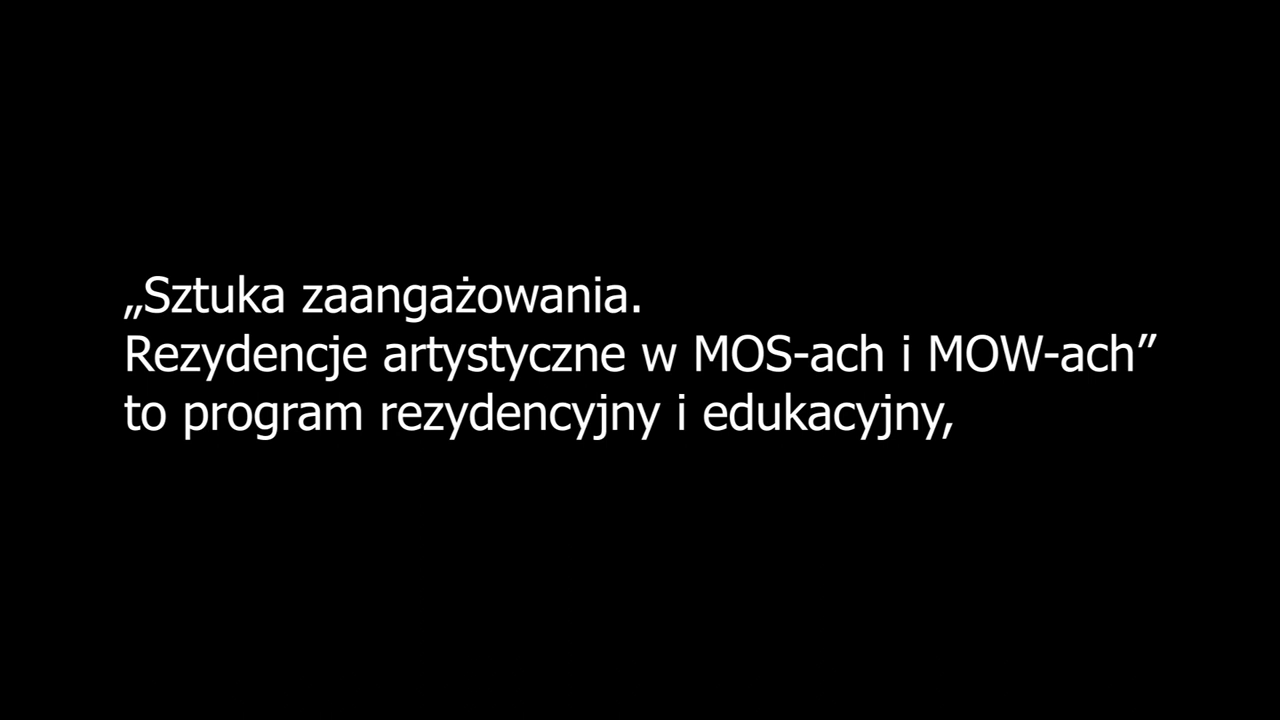 „Sztuka zaangażowania.
Rezydencje artystyczne w MOS-ach i MOW-ach”
to program rezydencyjny i edukacyjny,